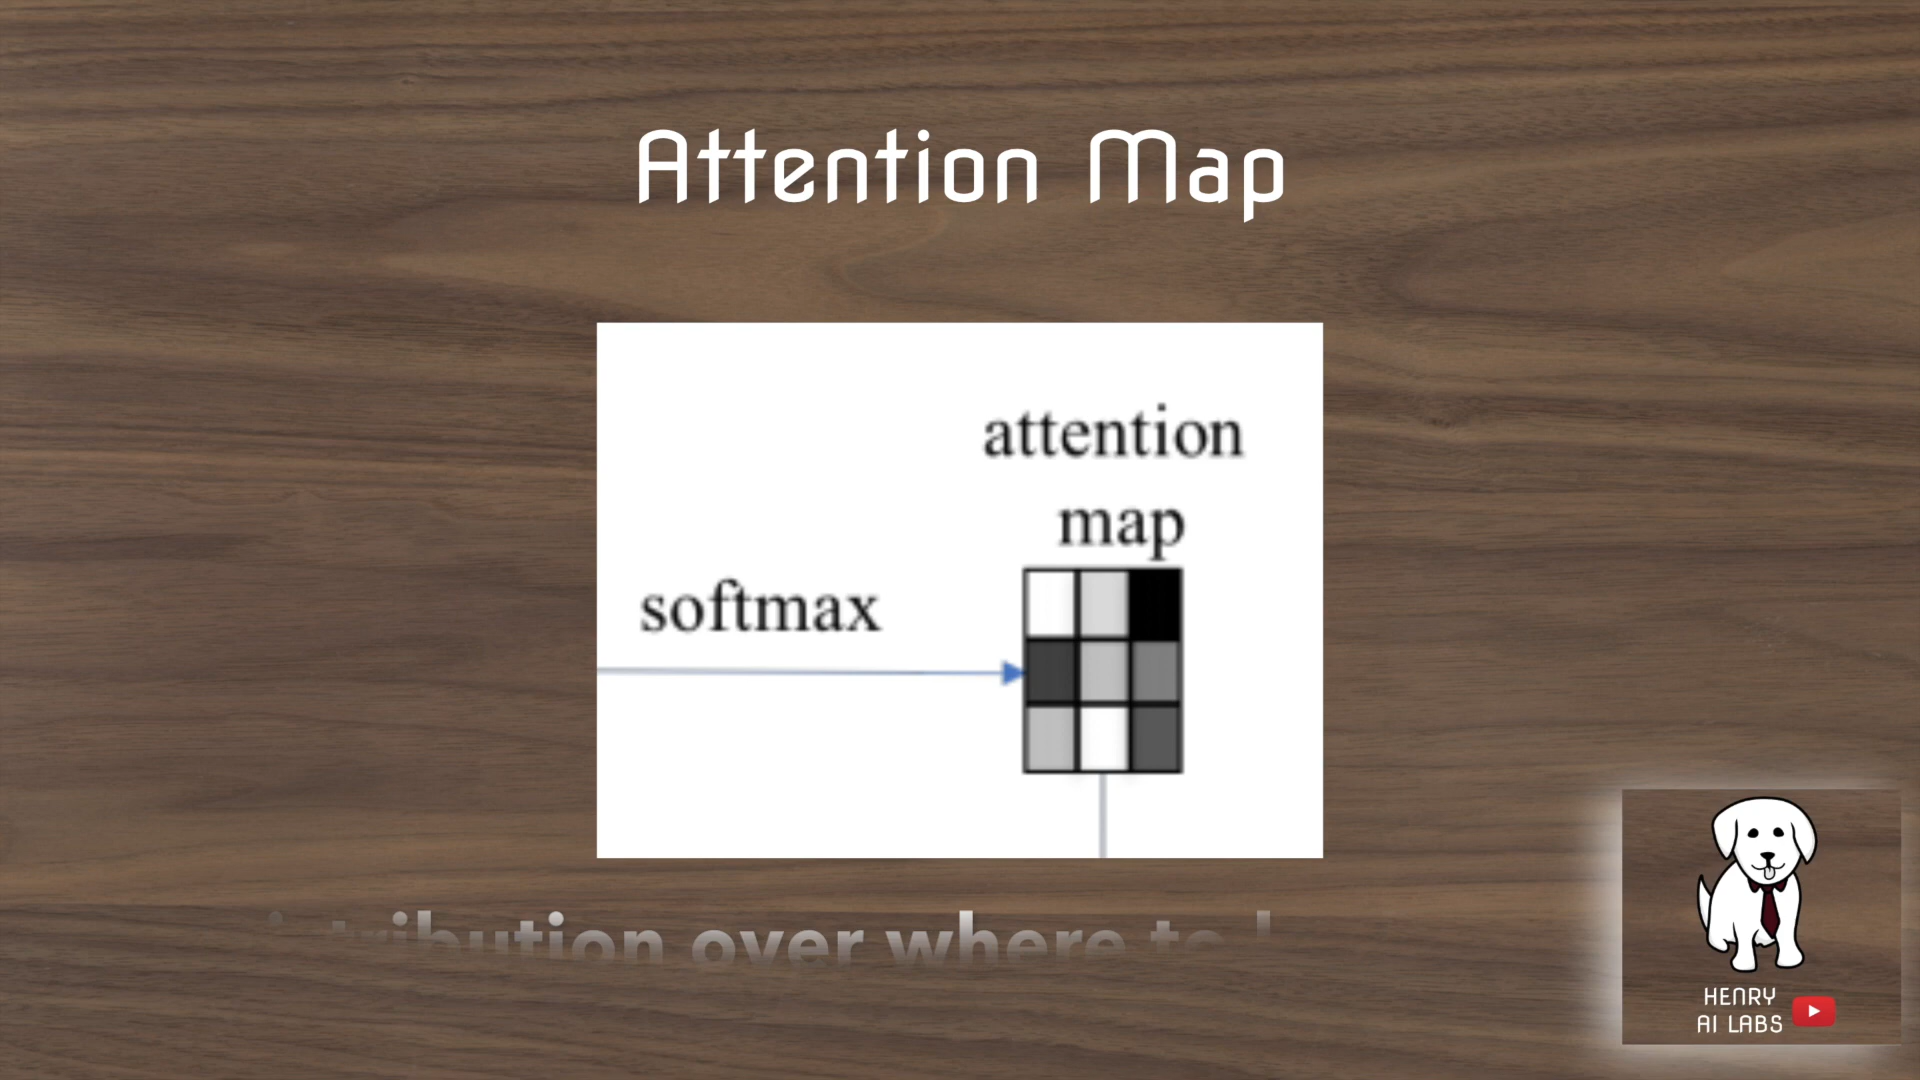 Attention Map
attention
map
softmax
over where
HENRY
AI LABS